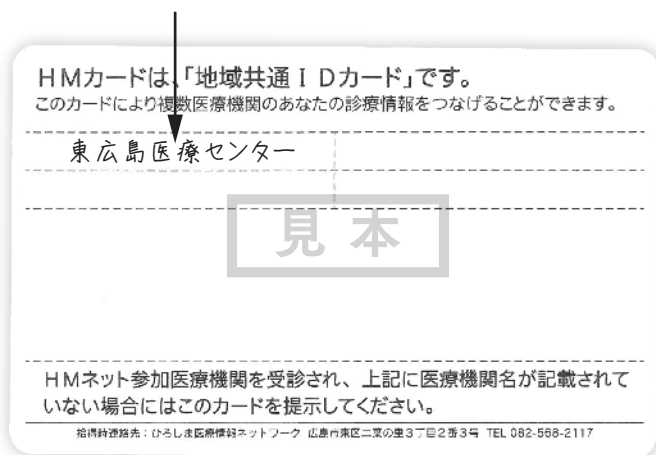 HMカードは、「地域共通IDカード」です。
このカードにより複数医療機関のあなたの診療情報をつなげることができます。
東広島医療センター
見本
HMネット参加医療機関を受診され、上記に医療機関名が記載されて
いない場合にはこのカードを提示してください。
拾得時連絡先:ひろしま医療情報ネットワーク 広島市東区二葉の里3丁目2番3号 TEL 082-568-2117